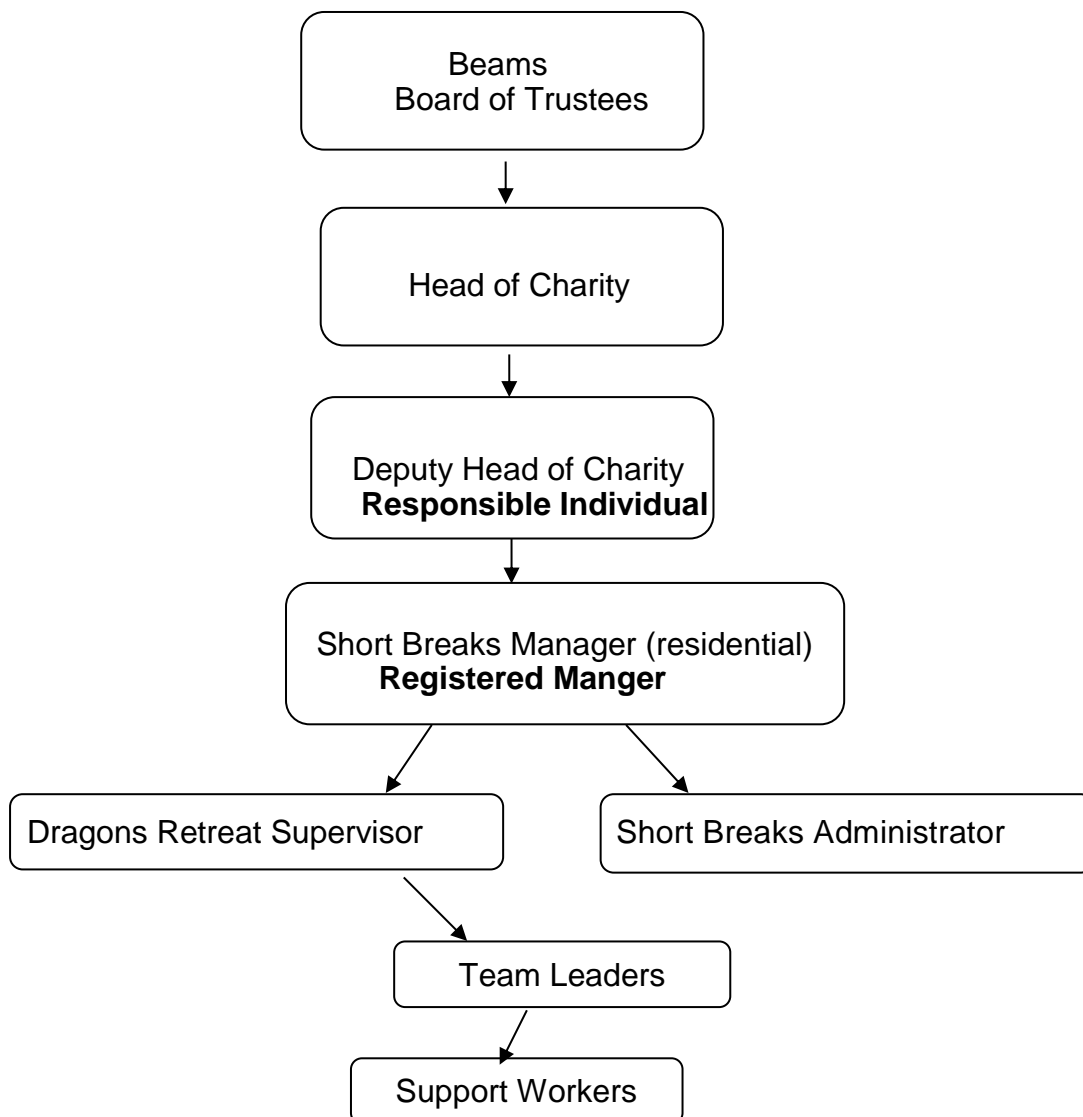 Beams
Board of Trustees
Head of Charity
Deputy Head of Charity
Responsible Individual
Short Breaks Manager (residential)
Registered Manger
Dragons Retreat Supervisor
Short Breaks Administrator
Team Leaders
Support Workers